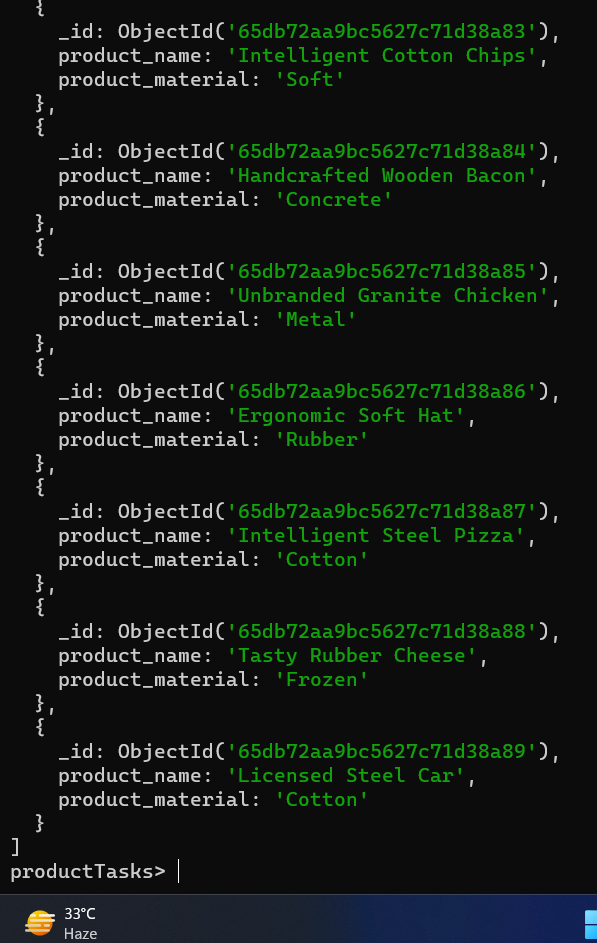 {
_id: ObjectId('65db72aa9bc5627c71d38a83'),
product_name: 'Intelligent Cotton Chips',
product_material: 'Soft'
},
{
_id: ObjectId('65db72aa9bc5627c71d38a84'),
product_name: 'Handcrafted Wooden Bacon',
product_material: 'Concrete'
},
{
_id: ObjectId('65db72aa9bc5627c71d38a85'),
product_name: 'Unbranded Granite Chicken',
product_material: 'Metal'
},
{
_id: ObjectId('65db72aa9bc5627c71d38a86'),
product_name: 'Ergonomic Soft Hat',
product_material: 'Rubber'
},
{
_id: ObjectId('65db72aa9bc5627c71d38a87'),
product_name: 'Intelligent Steel Pizza',
product_material: 'Cotton'
},
{
_id: ObjectId('65db72aa9bc5627c71d38a88'),
product_name: 'Tasty Rubber Cheese',
product_material: 'Frozen'
},
{
_id: ObjectId('65db72aa9bc5627c71d38a89'),
product_name: 'Licensed Steel Car',
product_material: 'Cotton'
}
]
productTasks>
33°C
Haze